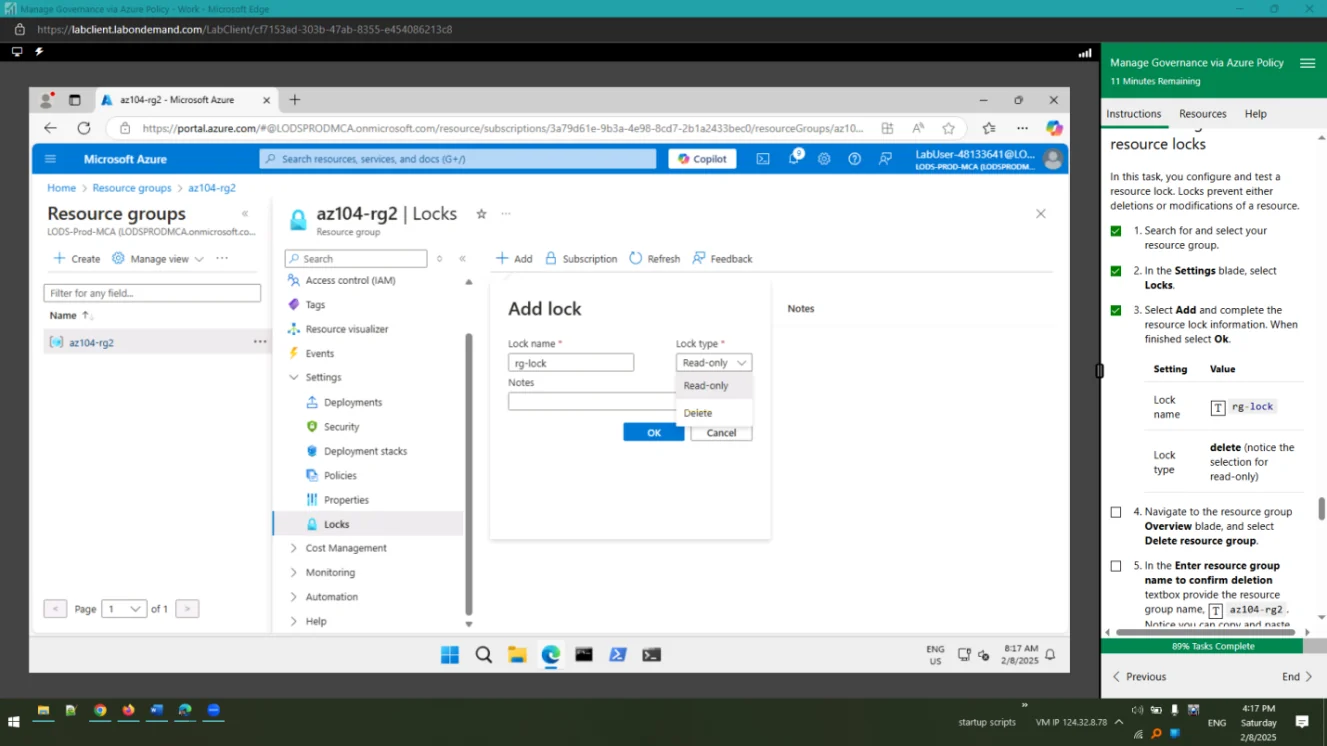 Manage Governance via Azure Policy - Work - Microsoft Edge
https://labclient.labondemand.com/LabClient/cf7153ad-303b-47ab-8355-e454086213c8
az104-rg2 - Microsoft Azure
https://portal.azure.com/#@LODSPRODMCA.onmicrosoft.com/resource/subscriptions/3a79d61e-9b3a-4e98-8cd7-2b1a2433bec0/resourceGroups/az10...
Microsoft Azure
Search resources, services, and docs (G+/)
Copilot
9
LabUser-48133641@LO...
LODS-PROD-MCA (LODSPRODM...
Home > Resource groups > az104-rg2
Resource groups
LODS-Prod-MCA (LODSPRODMCA.onmicrosoft.co...
Create
Manage view
Filter for any field...
Name
az104-rg2
Page 1 of 1
az104-rg2 | Locks
Resource group
Search
Access control (IAM)
Tags
Resource visualizer
Events
Settings
Deployments
Security
Deployment stacks
Policies
Properties
Locks
Cost Management
Monitoring
Automation
Help
Add
Subscription
Refresh
Feedback
Add lock
Lock name *
rg-lock
Lock type *
Read-only
Read-only
Delete
Notes
OK
Cancel
Notes
ENG
US
8:17 AM
2/8/2025
Manage Governance via Azure Policy
11 Minutes Remaining
Instructions Resources Help
resource locks
In this task, you configure and test a
resource lock. Locks prevent either
deletions or modifications of a resource.
1. Search for and select your
resource group.
2. In the Settings blade, select
Locks.
3. Select Add and complete the
resource lock information. When
finished select Ok.
Setting Value
Lock
name
T rg-lock
Lock
type
delete (notice the
selection for
read-only)
4. Navigate to the resource group
Overview blade, and select
Delete resource group.
5. In the Enter resource group
name to confirm deletion
textbox provide the resource
group name, T az104-rg2 .
Notice you can copy and paste
89% Tasks Complete
< Previous
End >
startup scripts
VM IP 124.32.8.78
ENG
4:17 PM
Saturday
2/8/2025